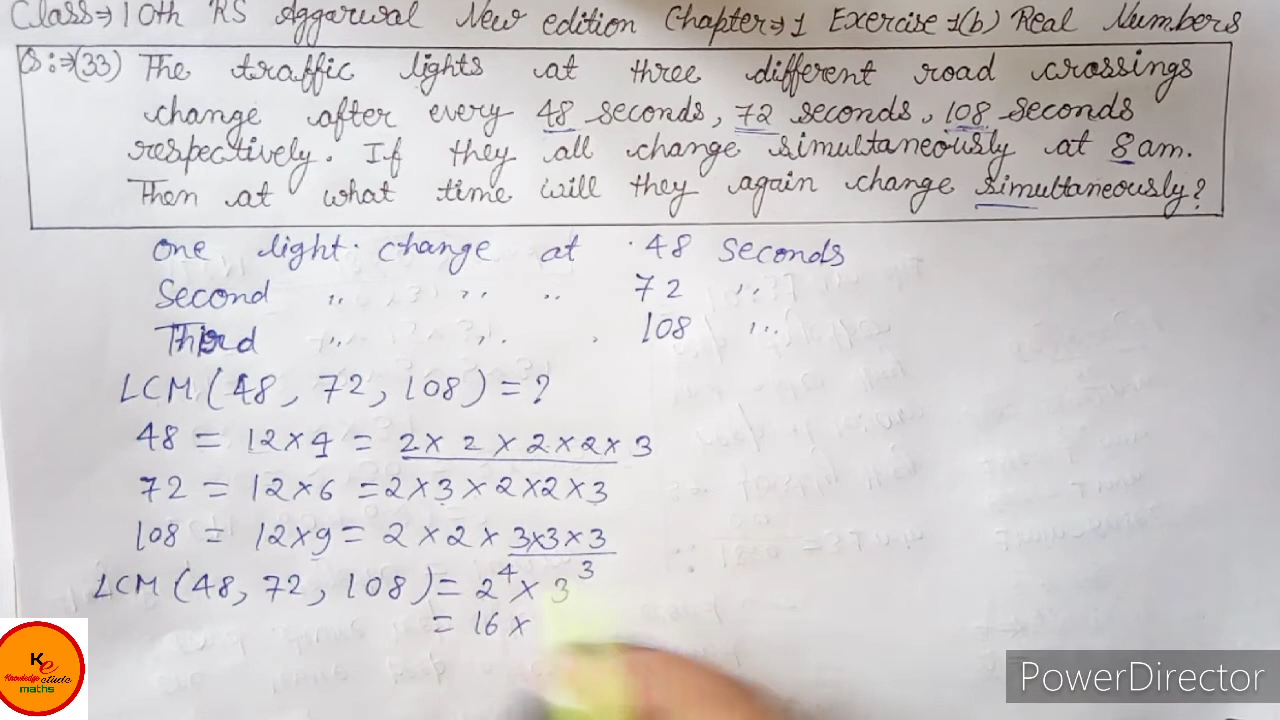 Class⇒10th RS Aggarwal New edition Chapter⇒1 Exercise 1(b) Real Numbers
Q:⇒(33) The traffic lights at three different road crossings
change after every 48 seconds, 72 seconds, 108 seconds
respectively. If they all change simultaneously at 8am.
Then at what time will they again change simultaneously?
One light change at 48 seconds
Second " " " 72 "
Third " " " 108 "
LCM(48, 72, 108) = ?
48 = 12×4 = 2×2×2×2×3
72 = 12×6 = 2×3×2×2×3
108 = 12×9 = 2×2×3×3×3
LCM(48, 72, 108) = 2⁴×3³
= 16×
Ke
Knowledge etude
maths
PowerDirector